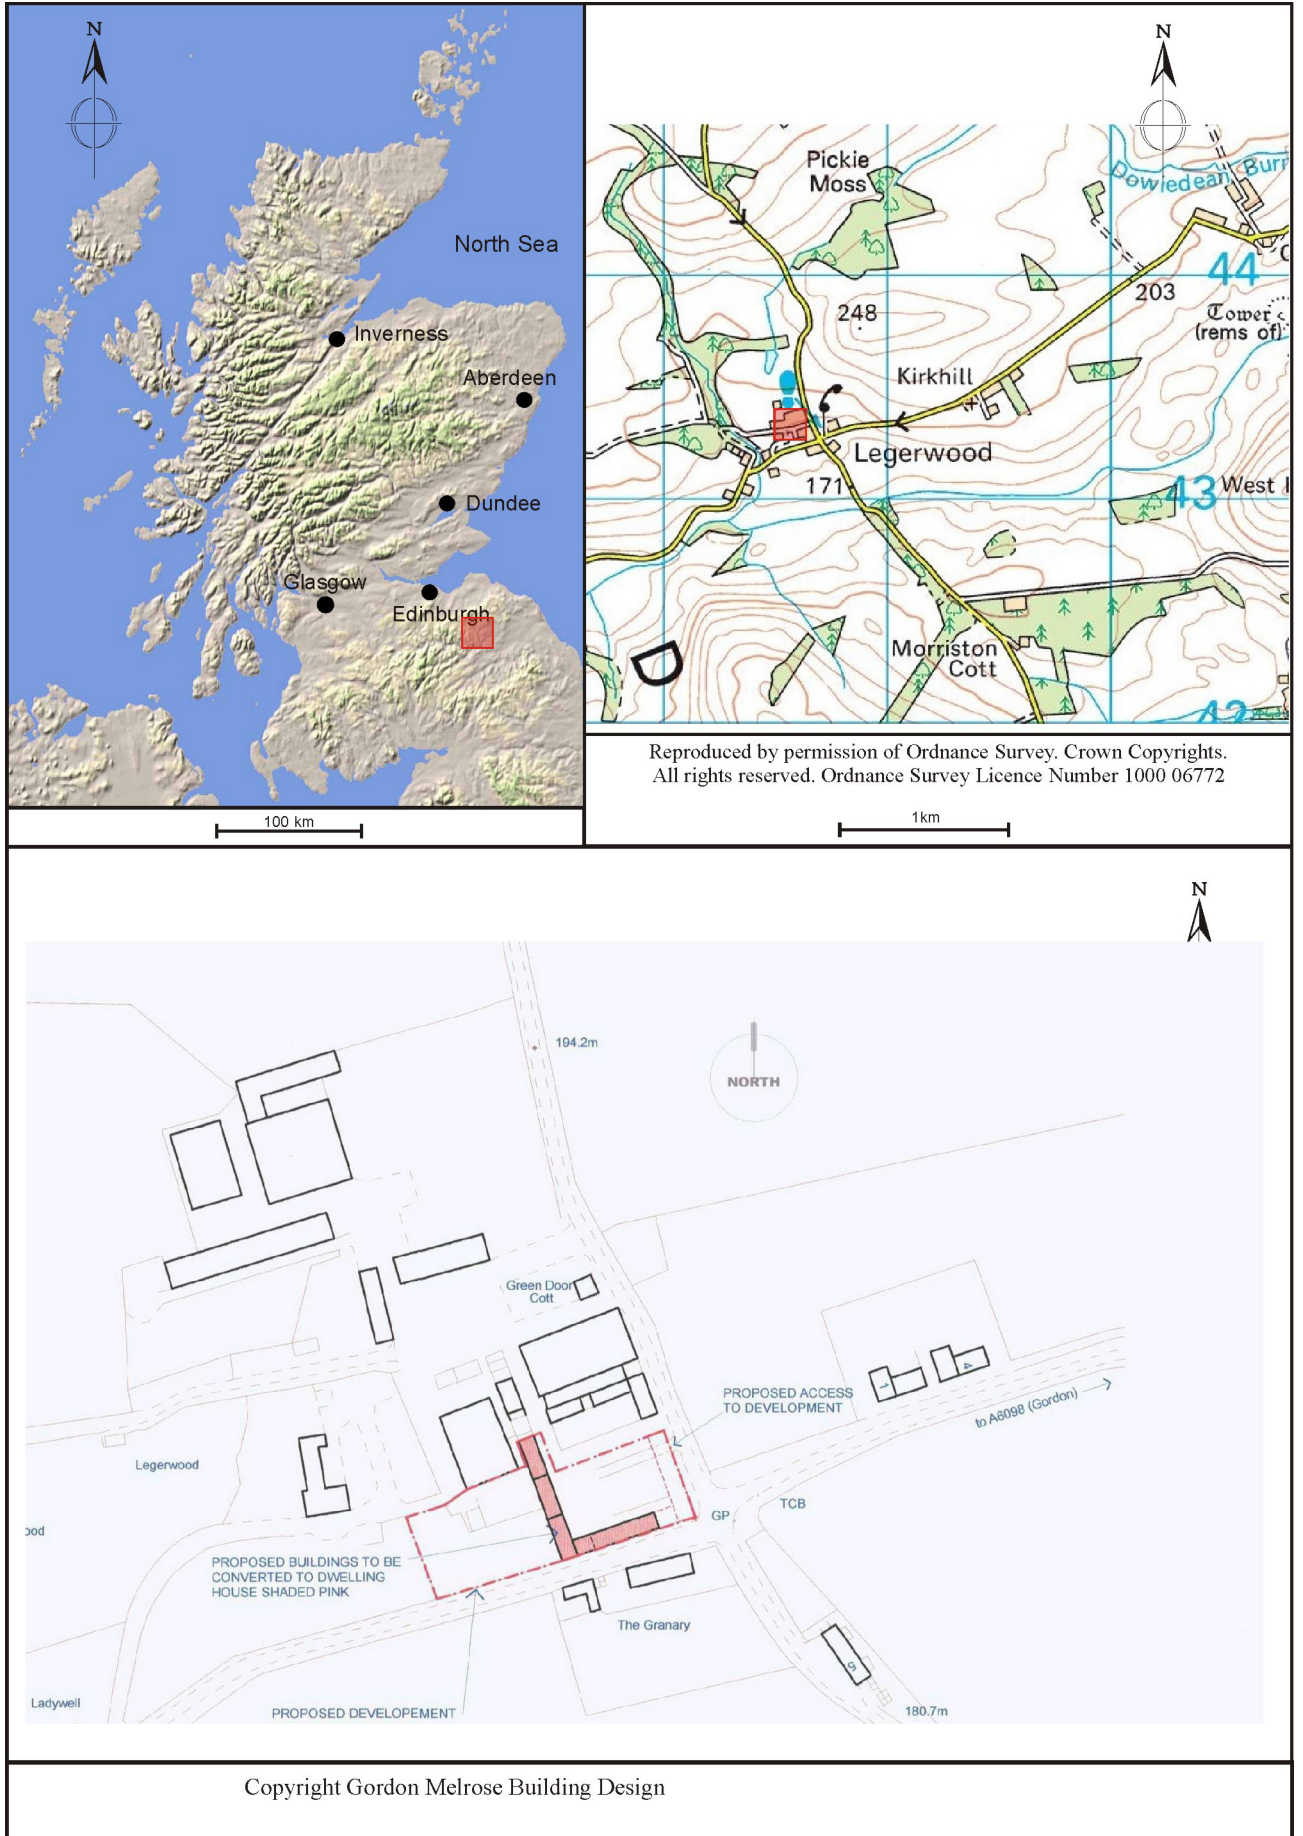 N
North Sea
Inverness
Aberdeen
Dundee
Glasgow
Edinburgh
100 km
N
Pickie
Moss
Dowiedean Burn
44
203
Tower
(rems of)
248
Kirkhill
Legerwood
171
43
West
Morriston
Cott
D
42
Reproduced by permission of Ordnance Survey. Crown Copyrights.
All rights reserved. Ordnance Survey Licence Number 1000 06772
1km
N
194.2m
NORTH
Green Door
Cott
PROPOSED ACCESS
TO DEVELOPMENT
1
4
to A6098 (Gordon)
Legerwood
TCB
GP
ood
PROPOSED BUILDINGS TO BE
CONVERTED TO DWELLING
HOUSE SHADED PINK
The Granary
5
Ladywell
PROPOSED DEVELOPEMENT
180.7m
Copyright Gordon Melrose Building Design